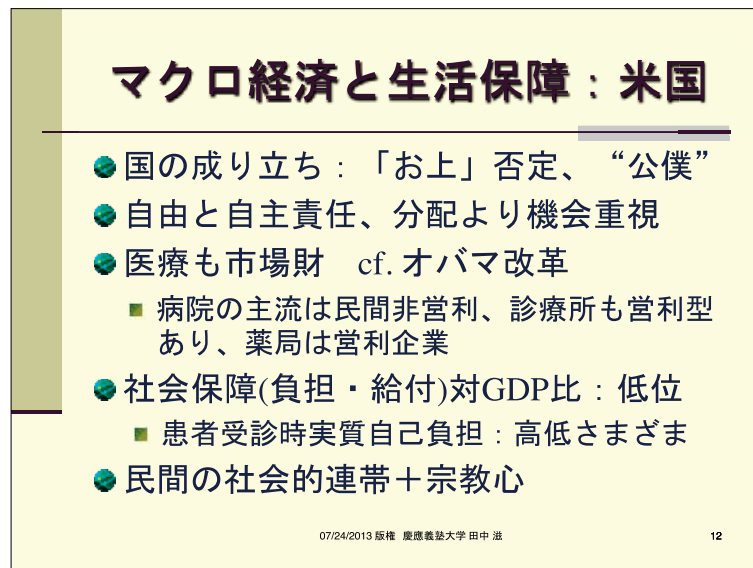 マクロ経済と生活保障：米国
国の成り立ち：「お上」否定、“公僕”
自由と自主責任、分配より機会重視
医療も市場財　cf. オバマ改革
病院の主流は民間非営利、診療所も営利型
あり、薬局は営利企業
社会保障(負担・給付)対GDP比：低位
患者受診時実質自己負担：高低さまざま
民間の社会的連帯＋宗教心
07/24/2013 版権 慶應義塾大学 田中 滋
12